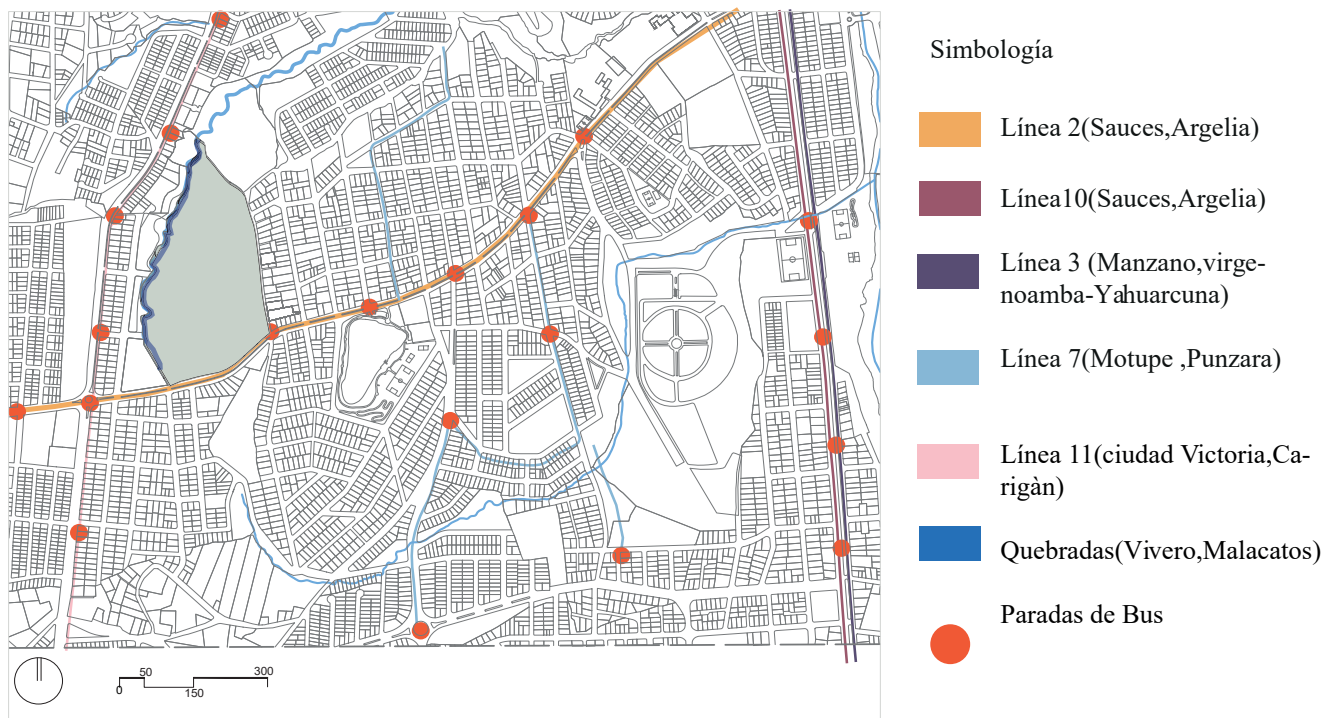 Simbología
Línea 2(Sauces,Argelia)
Línea10(Sauces,Argelia)
Línea 3 (Manzano,virge-
noamba-Yahuarcuna)
Línea 7(Motupe ,Punzara)
Línea 11(ciudad Victoria,Ca-
rigàn)
Quebradas(Vivero,Malacatos)
Paradas de Bus
50 300
0 150